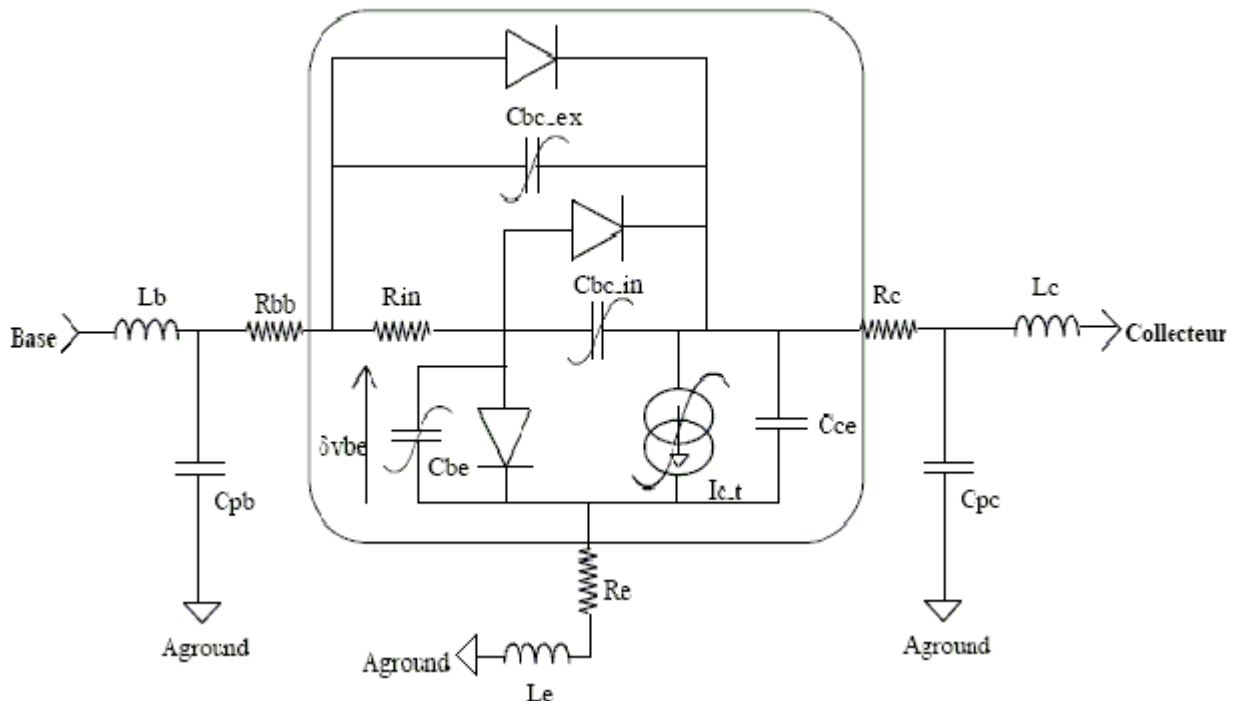 Cbc_ex
Cbc_in
Lb
Rbb
Rin
Rc
Lc
Base
Collecteur
δvbe
Cbe
Cce
Ic_t
Cpb
Cpc
Re
Aground
Aground
Aground
Le